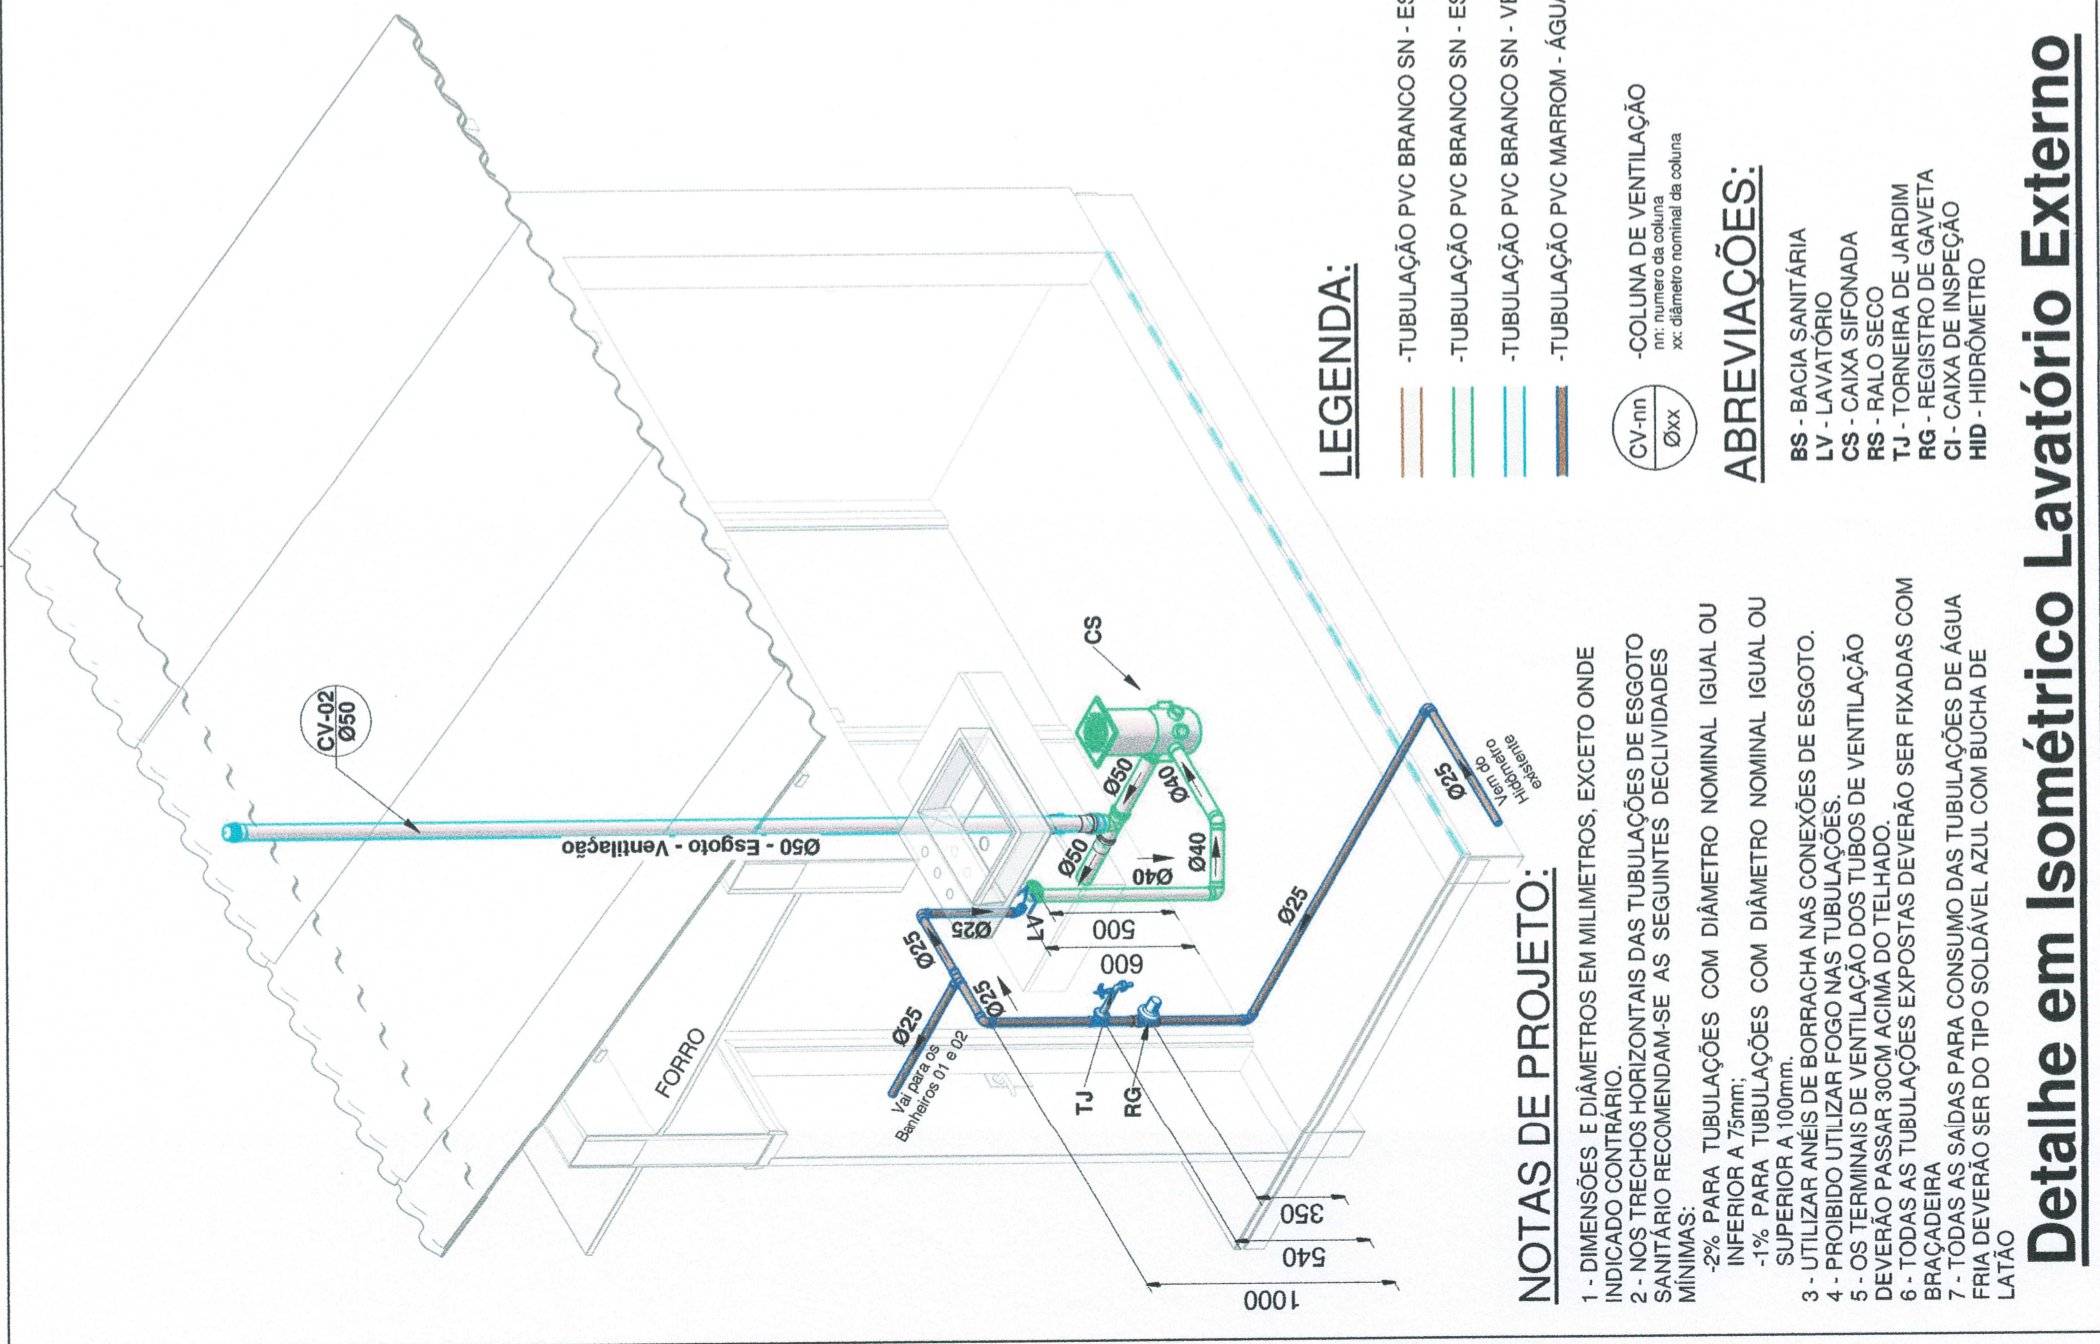 CV-02
Ø50
Ø50 - Esgoto - Ventilação
FORRO
CS
Ø50
Ø40
Ø50
Ø40
Ø40
LV
Ø25
Ø25
Ø25
Ø25
Vai para os
Banheiros 01 e 02
TJ
RG
500
600
Ø25
Ø25
Vem do
Hidômetro
existente
350
540
1000
NOTAS DE PROJETO:
1 - DIMENSÕES E DIÂMETROS EM MILIMETROS, EXCETO ONDE
INDICADO CONTRÁRIO.
2 - NOS TRECHOS HORIZONTAIS DAS TUBULAÇÕES DE ESGOTO
SANITÁRIO RECOMENDAM-SE AS SEGUINTES DECLIVIDADES
MÍNIMAS:
-2% PARA TUBULAÇÕES COM DIÂMETRO NOMINAL IGUAL OU
INFERIOR A 75mm;
-1% PARA TUBULAÇÕES COM DIÂMETRO NOMINAL IGUAL OU
SUPERIOR A 100mm.
3 - UTILIZAR ANÉIS DE BORRACHA NAS CONEXÕES DE ESGOTO.
4 - PROIBIDO UTILIZAR FOGO NAS TUBULAÇÕES.
5 - OS TERMINAIS DE VENTILAÇÃO DOS TUBOS DE VENTILAÇÃO
DEVERÃO PASSAR 30CM ACIMA DO TELHADO.
6 - TODAS AS TUBULAÇÕES EXPOSTAS DEVERÃO SER FIXADAS COM
BRAÇADEIRA
7 - TODAS AS SAÍDAS PARA CONSUMO DAS TUBULAÇÕES DE ÁGUA
FRIA DEVERÃO SER DO TIPO SOLDÁVEL AZUL COM BUCHA DE
LATÃO
LEGENDA:
-TUBULAÇÃO PVC BRANCO SN - ES
-TUBULAÇÃO PVC BRANCO SN - ES
-TUBULAÇÃO PVC BRANCO SN - VE
-TUBULAÇÃO PVC MARROM - ÁGUA
CV-nn
Øxx
-COLUNA DE VENTILAÇÃO
nn: numero da coluna
xx: diâmetro nominal da coluna
ABREVIAÇÕES:
BS - BACIA SANITÁRIA
LV - LAVATÓRIO
CS - CAIXA SIFONADA
RS - RALO SECO
TJ - TORNEIRA DE JARDIM
RG - REGISTRO DE GAVETA
CI - CAIXA DE INSPEÇÃO
HID - HIDRÔMETRO
Detalhe em Isométrico Lavatório Externo